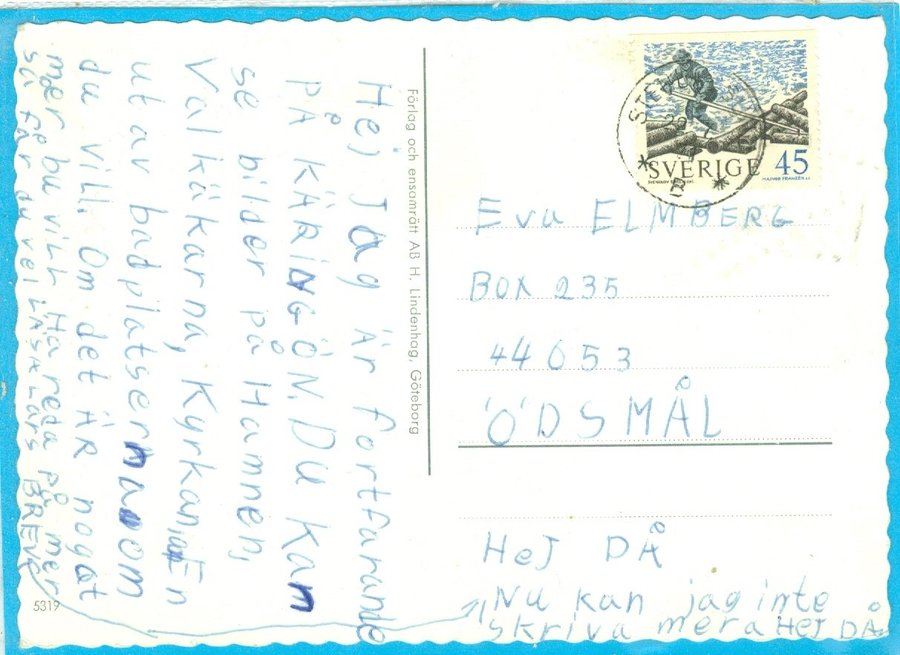 Hej Jag ÄR fortfarande
PÅ KÄRINGÖN. DU kan
se bilder på Hamnen,
Valkäkarna, Kyrkan, En
ut av badplatserna om
du vill. Om det ÄR nogot
mer bu vill Ha reda på mer
så får du vel LÄSA LARS BREV
Förlag och ensamrätt AB H. Lindenhag, Göteborg
5319
SVERIGE 45
B
Eva ELMBERG
BOX 235
44053
ÖDSMÅL
HeJ DÅ
Nu kan jag inte
skriva mera HeJ DÅ